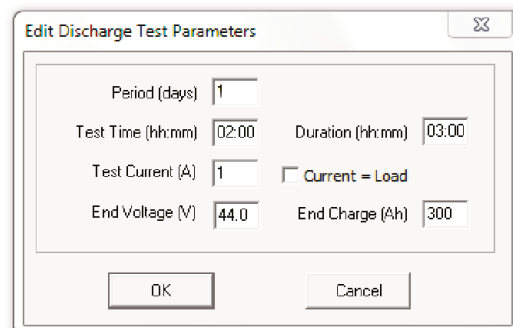 Edit Discharge Test Parameters
Period (days) 1
Test Time (hh:mm) 02:00 Duration (hh:mm) 03:00
Test Current (A) 1 Current = Load
End Voltage (V) 44.0 End Charge (Ah) 300
OK Cancel